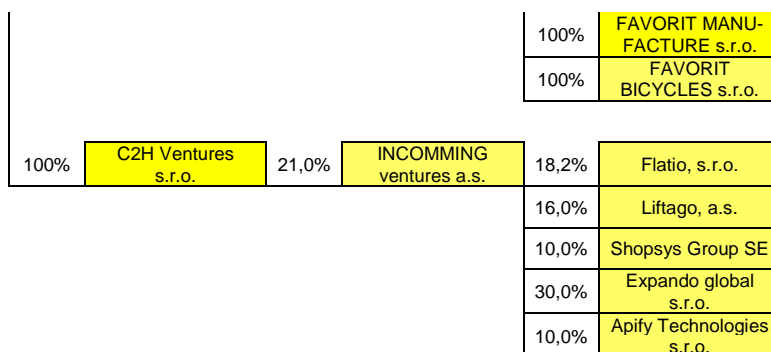 100%
FAVORIT MANU-
FACTURE s.r.o.
100%
FAVORIT
BICYCLES s.r.o.
100%
C2H Ventures
s.r.o.
21,0%
INCOMMING
ventures a.s.
18,2%
Flatio, s.r.o.
16,0%
Liftago, a.s.
10,0%
Shopsys Group SE
30,0%
Expando global
s.r.o.
10,0%
Apify Technologies
s.r.o.